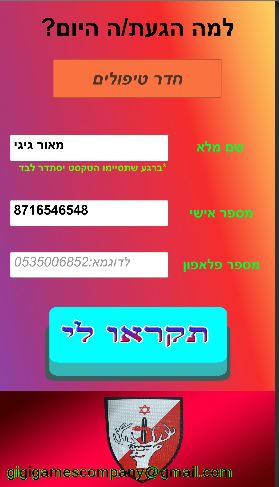 למה הגעת/ה היום?
חדר טיפולים
שם מלא
מאור גיגי
*ברגע שתסיימו הטקסט יסתדר לבד
מספר אישי
8716546548
מספר פלאפון
לדוגמא:0535006852
תקראו לי
gigigamescompany@gmail.com